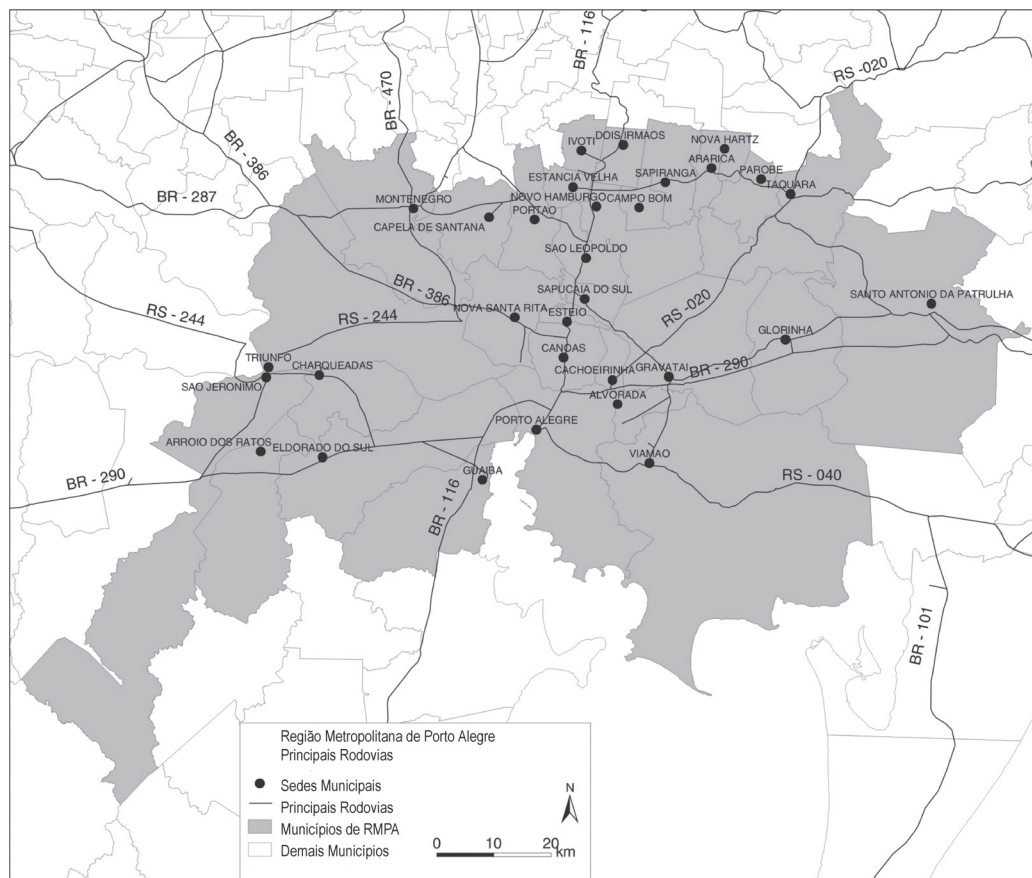 BR - 116
RS -020
BR - 470
BR - 386
BR - 287
DOIS IRMAOS
IVOTI
NOVA HARTZ
ARARICA
ESTANCIA VELHA
SAPIRANGA
PAROBE
TAQUARA
MONTENEGRO
NOVO HAMBURGO
CAMPO BOM
PORTAO
CAPELA DE SANTANA
SAO LEOPOLDO
BR - 386
SAPUCAIA DO SUL
RS-020
SANTO ANTONIO DA PATRULHA
NOVA SANTA RITA
ESTEIO
RS - 244
RS - 244
GLORINHA
CANOAS
TRIUNFO
CHARQUEADAS
CACHOEIRINHA
GRAVATAI
BR - 290
SAO JERONIMO
ALVORADA
PORTO ALEGRE
ARROIO DOS RATOS
ELDORADO DO SUL
VIAMAO
GUAIBA
BR - 290
RS - 040
BR - 116
BR - 101
Região Metropolitana de Porto Alegre
Principais Rodovias
Sedes Municipais
Principais Rodovias
Municípios de RMPA
Demais Municípios
N
0 10 20
km